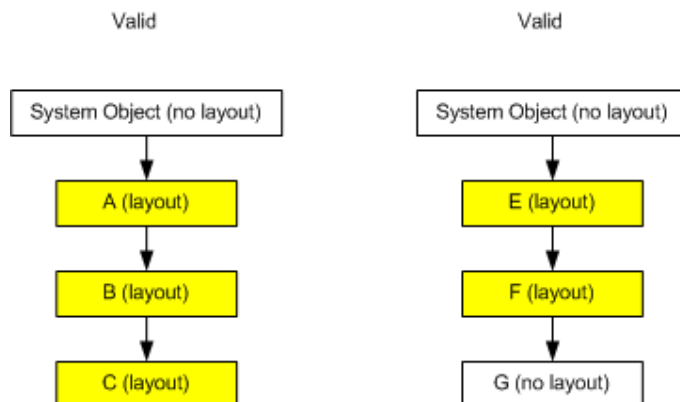 Valid
System Object (no layout)
A (layout)
B (layout)
C (layout)
Valid
System Object (no layout)
E (layout)
F (layout)
G (no layout)